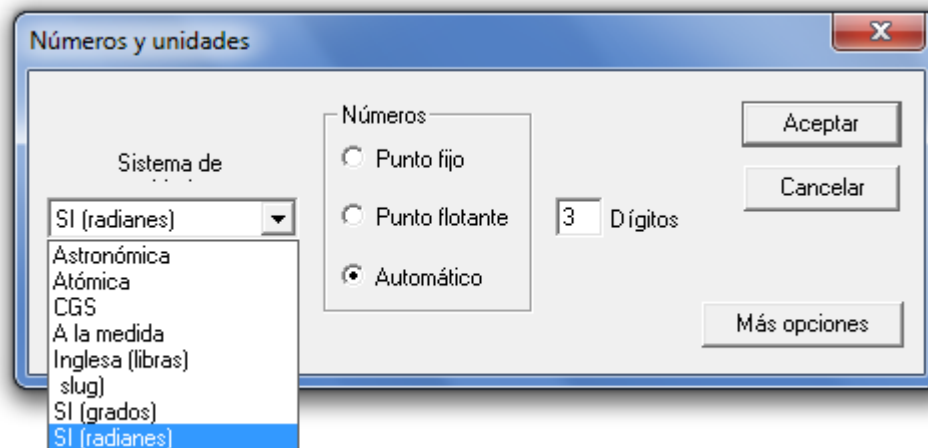 Números y unidades
Sistema de
SI (radianes)
Astronómica
Atómica
CGS
A la medida
Inglesa (libras)
slug)
SI (grados)
SI (radianes)
Números
Punto fijo
Punto flotante
Automático
3 Dígitos
Aceptar
Cancelar
Más opciones